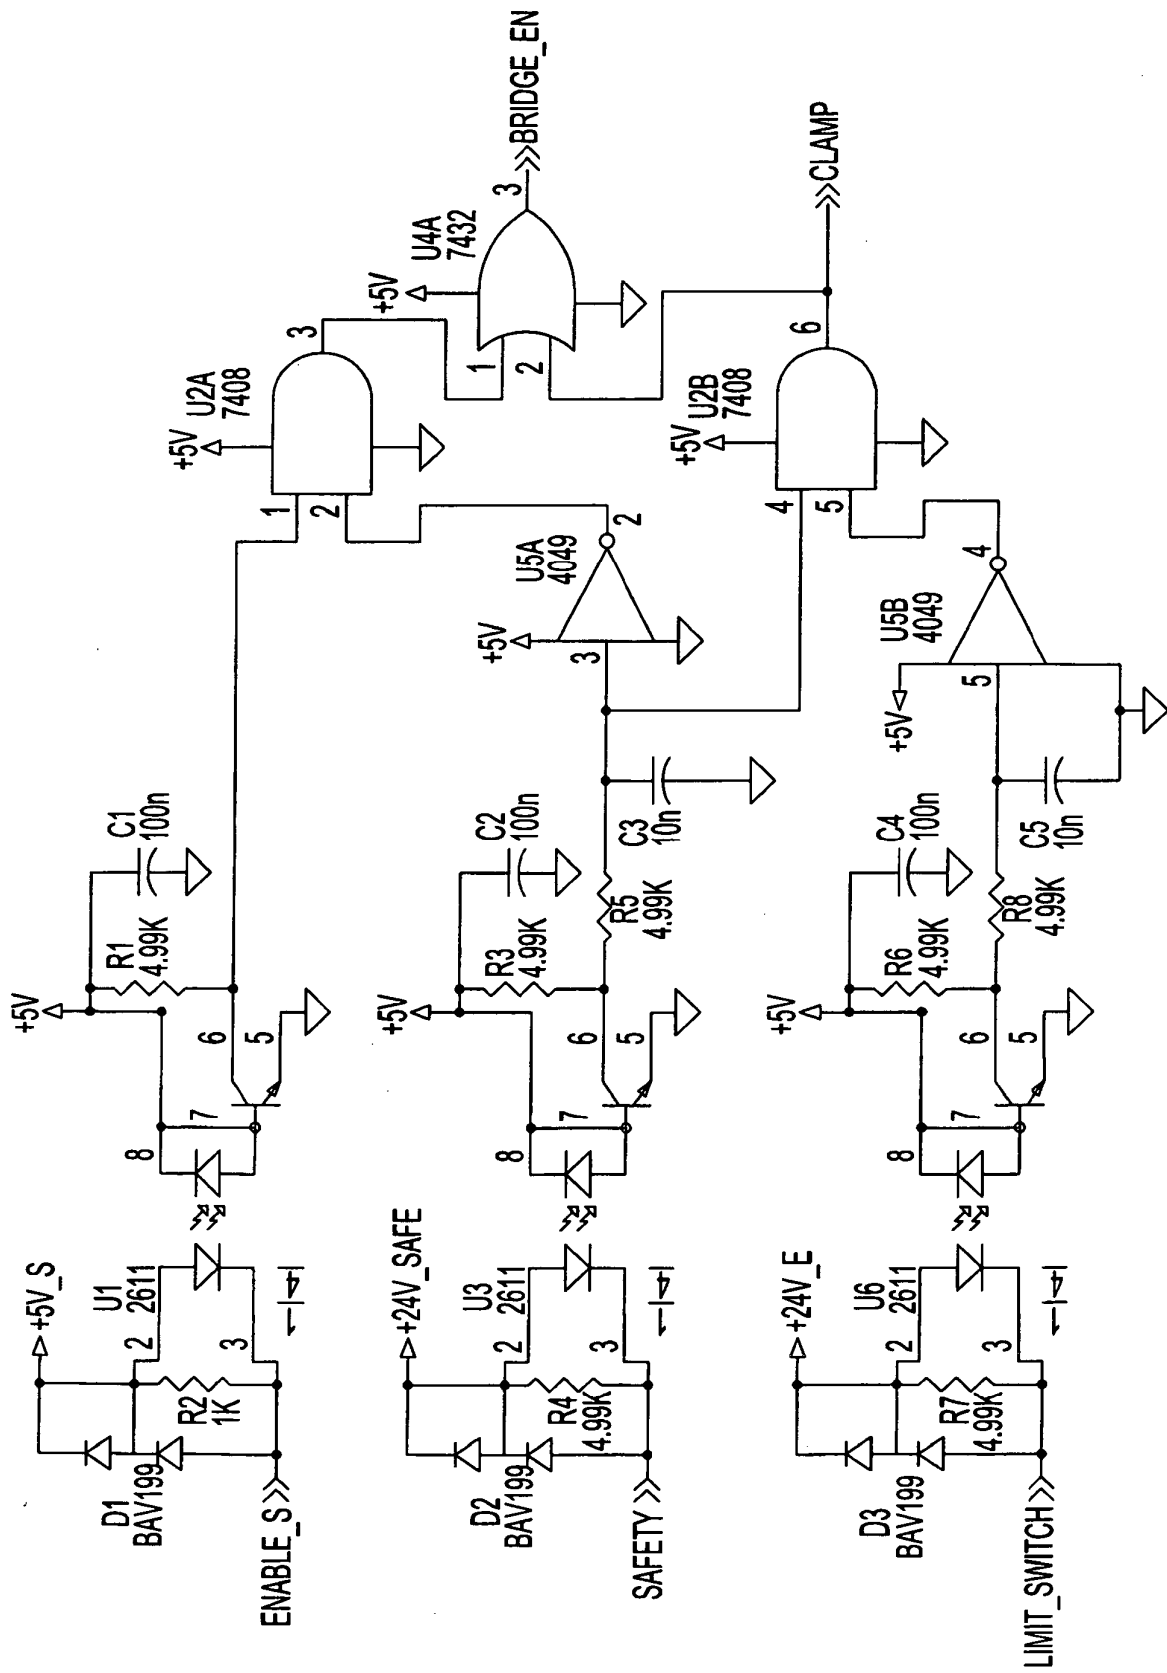 +5V_S
U1
2611
2
3
R2
1K
D1
BAV199
ENABLE_S
8
7
6
5
+5V
R1
4.99K
C1
100n
1
2
3
+5V
U2A
7408
+24V_SAFE
U3
2611
2
3
R4
4.99K
D2
BAV199
SAFETY
8
7
6
5
+5V
R3
4.99K
C2
100n
R5
4.99K
C3
10n
+5V
3
U5A
4049
2
+5V
U4A
7432
1
2
3
BRIDGE_EN
+24V_E
U6
2611
2
3
R7
4.99K
D3
BAV199
LIMIT_SWITCH
8
7
6
5
+5V
R6
4.99K
C4
100n
R8
4.99K
C5
10n
+5V
5
U5B
4049
4
+5V
U2B
7408
4
5
6
CLAMP